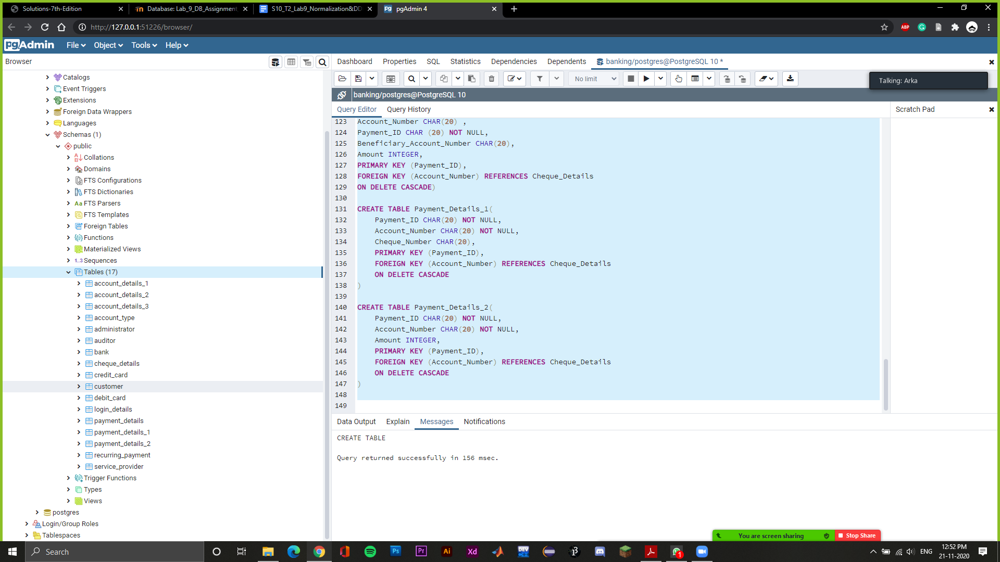 Solutions-7th-Edition
Database: Lab_9_DB_Assignment
S10_T2_Lab9_Normalization&DD
pgAdmin 4
http://127.0.0.1:51226/browser/
ABP
pgAdmin
File
Object
Tools
Help
Browser
Dashboard
Properties
SQL
Statistics
Dependencies
Dependents
banking/postgres@PostgreSQL 10 *
No limit
Talking: Arka
banking/postgres@PostgreSQL 10
Query Editor
Query History
Scratch Pad
Catalogs
Event Triggers
Extensions
Foreign Data Wrappers
Languages
Schemas (1)
public
Collations
Domains
FTS Configurations
FTS Dictionaries
Aa FTS Parsers
FTS Templates
Foreign Tables
Functions
Materialized Views
1..3 Sequences
Tables (17)
account_details_1
account_details_2
account_details_3
account_type
administrator
auditor
bank
cheque_details
credit_card
customer
debit_card
login_details
payment_details
payment_details_1
payment_details_2
recurring_payment
service_provider
Trigger Functions
Types
Views
postgres
Login/Group Roles
Tablespaces
123 Account_Number CHAR(20) ,
124 Payment_ID CHAR (20) NOT NULL,
125 Beneficiary_Account_Number CHAR(20),
126 Amount INTEGER,
127 PRIMARY KEY (Payment_ID),
128 FOREIGN KEY (Account_Number) REFERENCES Cheque_Details
129 ON DELETE CASCADE)
130
131 CREATE TABLE Payment_Details_1(
132 Payment_ID CHAR(20) NOT NULL,
133 Account_Number CHAR(20) NOT NULL,
134 Cheque_Number CHAR(20),
135 PRIMARY KEY (Payment_ID),
136 FOREIGN KEY (Account_Number) REFERENCES Cheque_Details
137 ON DELETE CASCADE
138 )
139
140 CREATE TABLE Payment_Details_2(
141 Payment_ID CHAR(20) NOT NULL,
142 Account_Number CHAR(20) NOT NULL,
143 Amount INTEGER,
144 PRIMARY KEY (Payment_ID),
145 FOREIGN KEY (Account_Number) REFERENCES Cheque_Details
146 ON DELETE CASCADE
147 )
148
149
Data Output
Explain
Messages
Notifications
CREATE TABLE
Query returned successfully in 156 msec.
You are screen sharing
Stop Share
Search
Ps
Pr
Ai
Xd
DEV
1
ENG
12:52 PM
21-11-2020